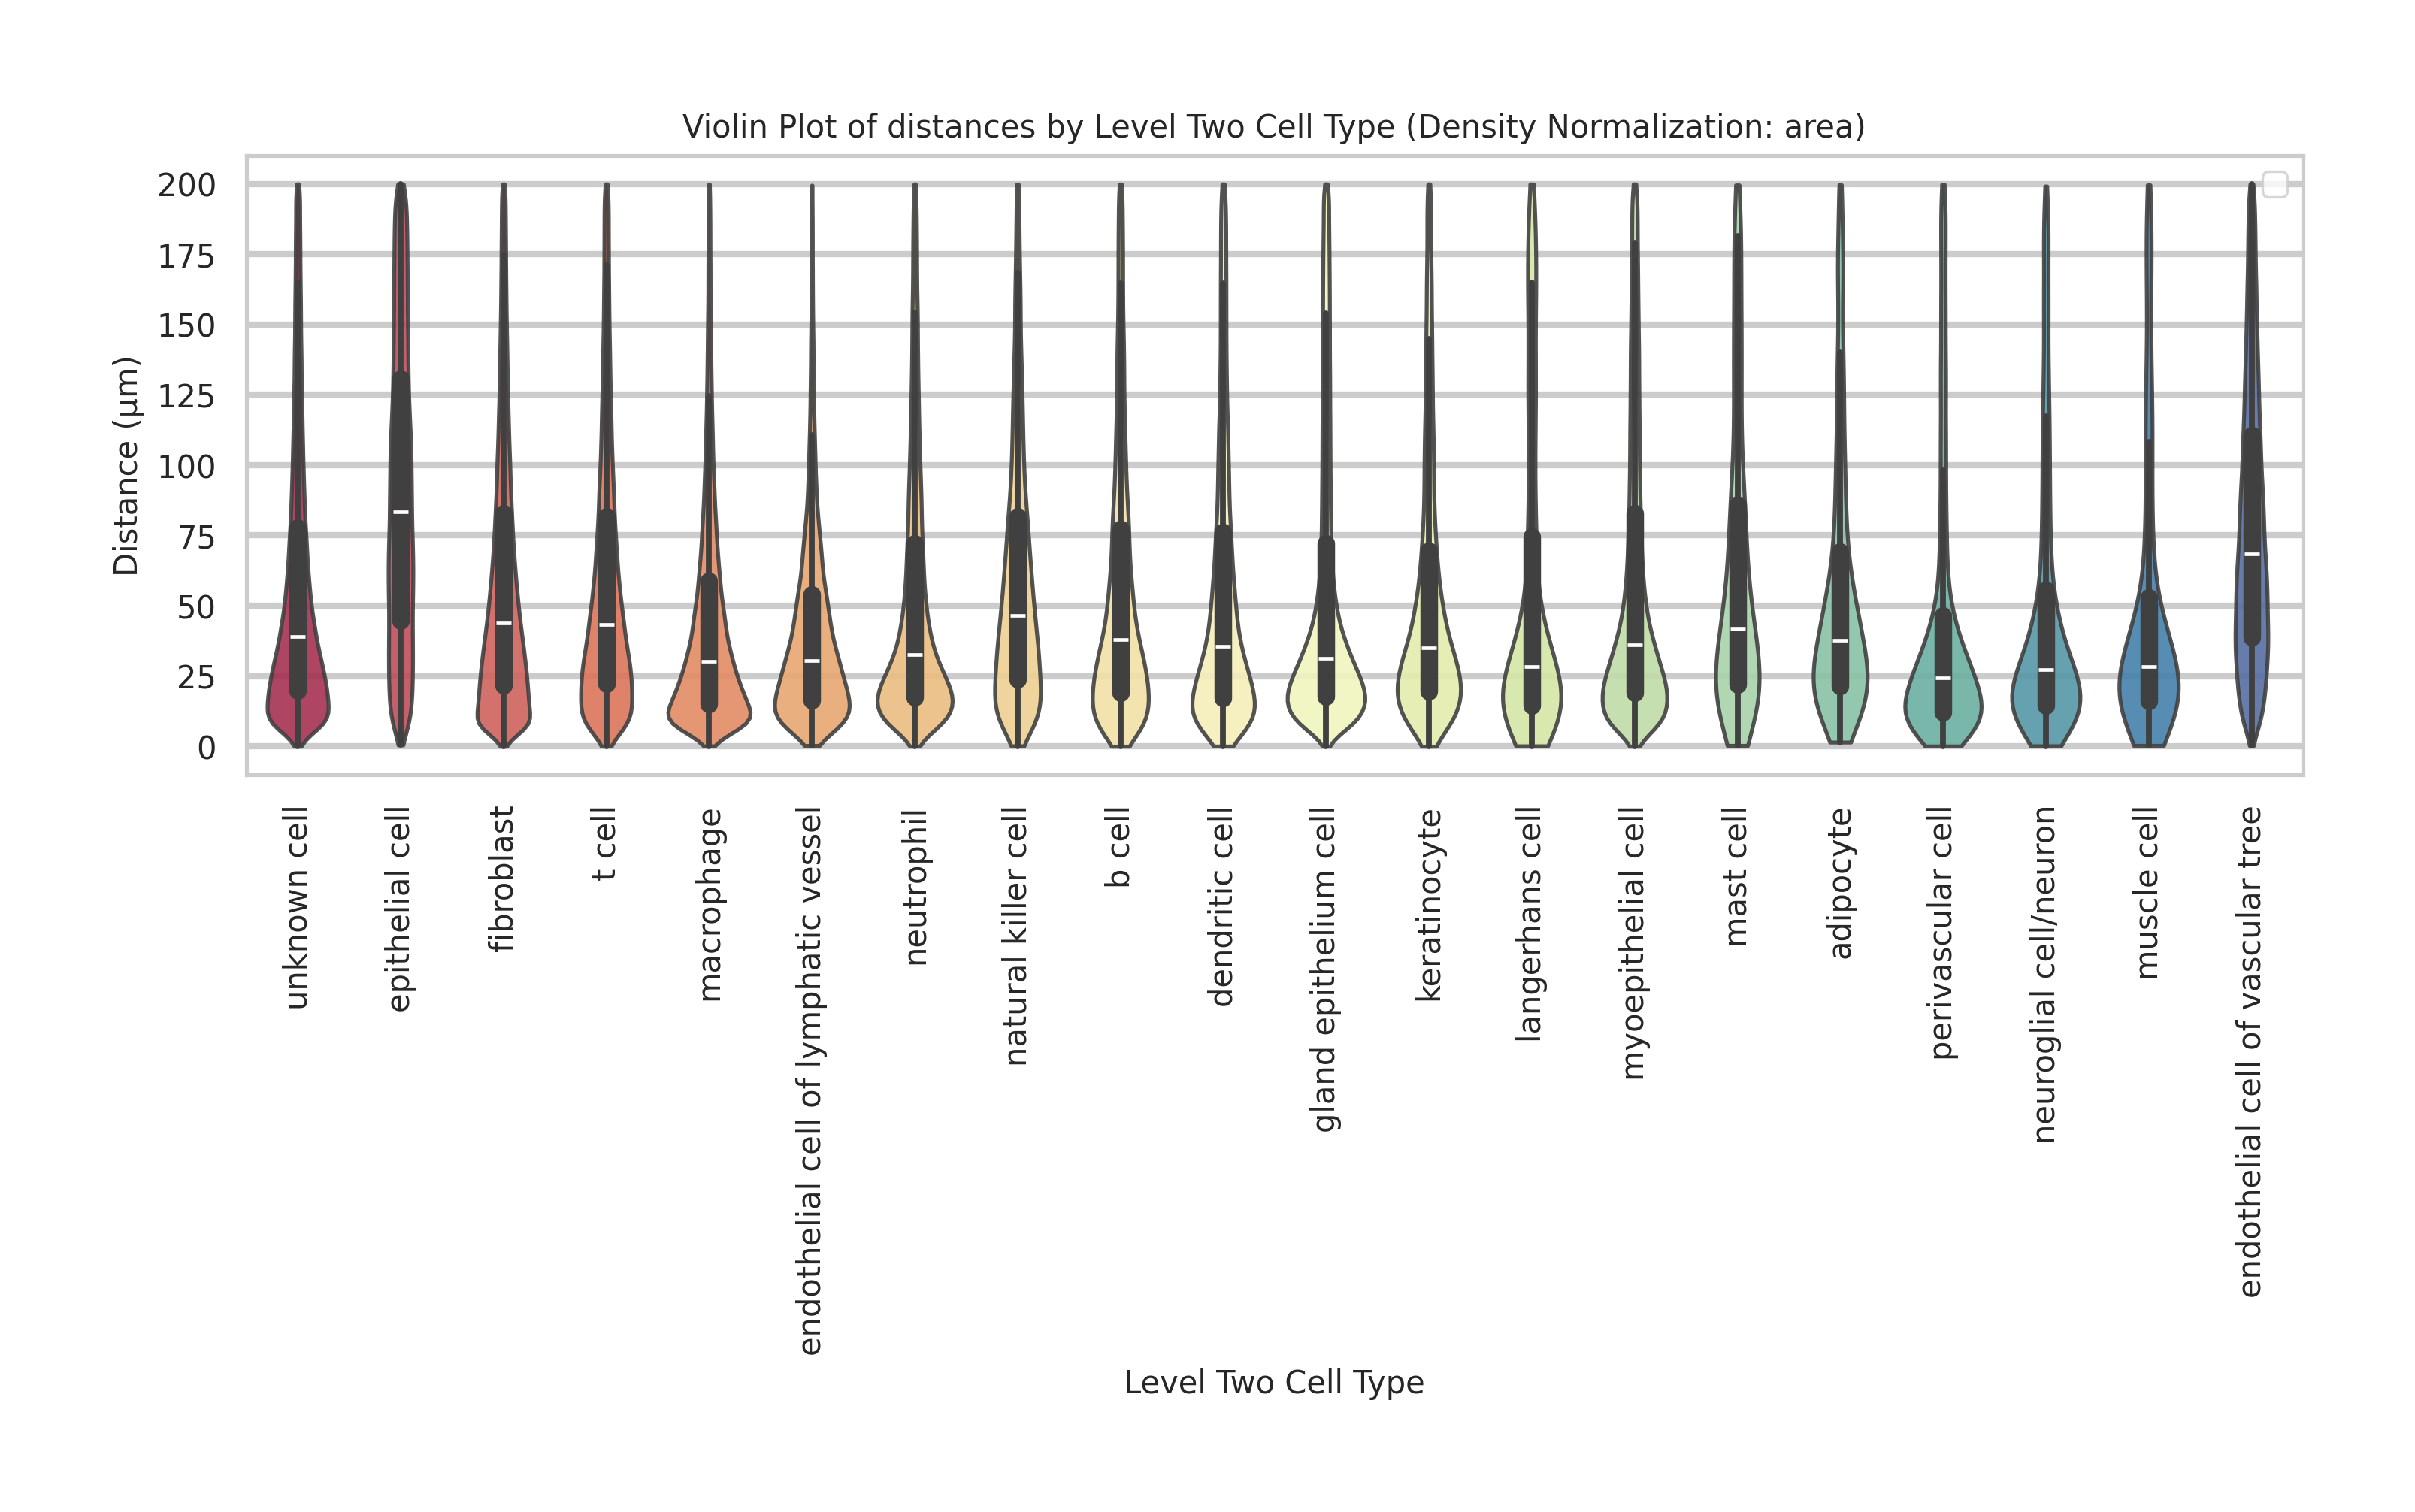 Violin Plot of distances by Level Two Cell Type (Density Normalization: area)
Distance (μm)
200
175
150
125
100
75
50
25
0
unknown cell
epithelial cell
fibroblast
t cell
macrophage
endothelial cell of lymphatic vessel
neutrophil
natural killer cell
b cell
dendritic cell
gland epithelium cell
keratinocyte
langerhans cell
myoepithelial cell
mast cell
adipocyte
perivascular cell
neuroglial cell/neuron
muscle cell
endothelial cell of vascular tree
Level Two Cell Type